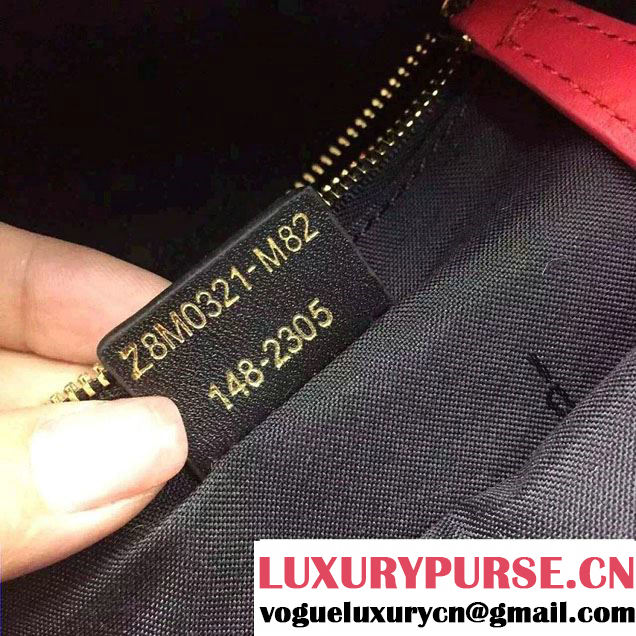 Z8M0321-M82
148-2305
LUXURYPURSE.CN
vogueluxurycn@gmail.com